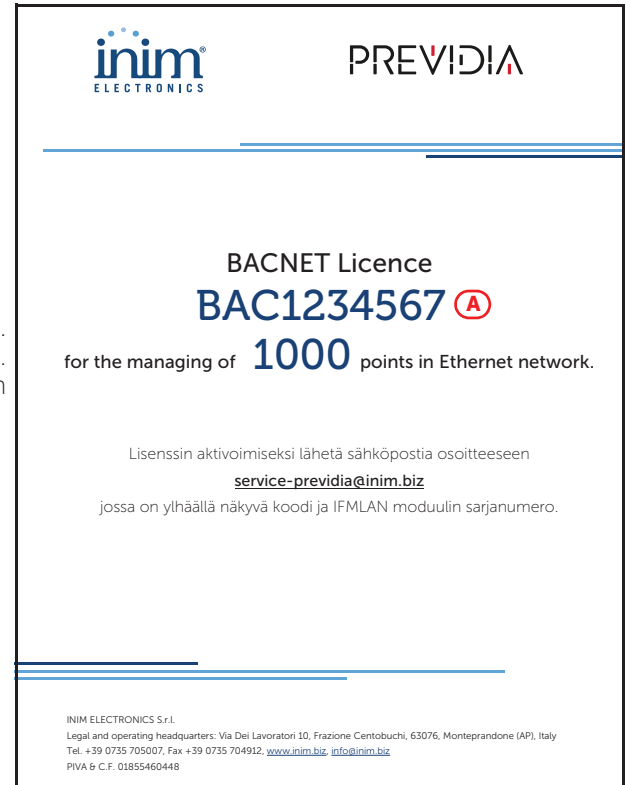 inim®
ELECTRONICS
PREVIDIA
BACNET Licence
BAC1234567 A
for the managing of 1000 points in Ethernet network.
Lisenssin aktivoimiseksi lähetä sähköpostia osoitteeseen
service-previdia@inim.biz
jossa on ylhäällä näkyvä koodi ja IFMLAN moduulin sarjanumero.
INIM ELECTRONICS S.r.l.
Legal and operating headquarters: Via Dei Lavoratori 10, Frazione Centobuchi, 63076, Monteprandone (AP), Italy
Tel. +39 0735 705007, Fax +39 0735 704912, www.inim.biz, info@inim.biz
PIVA & C.F. 01855460448